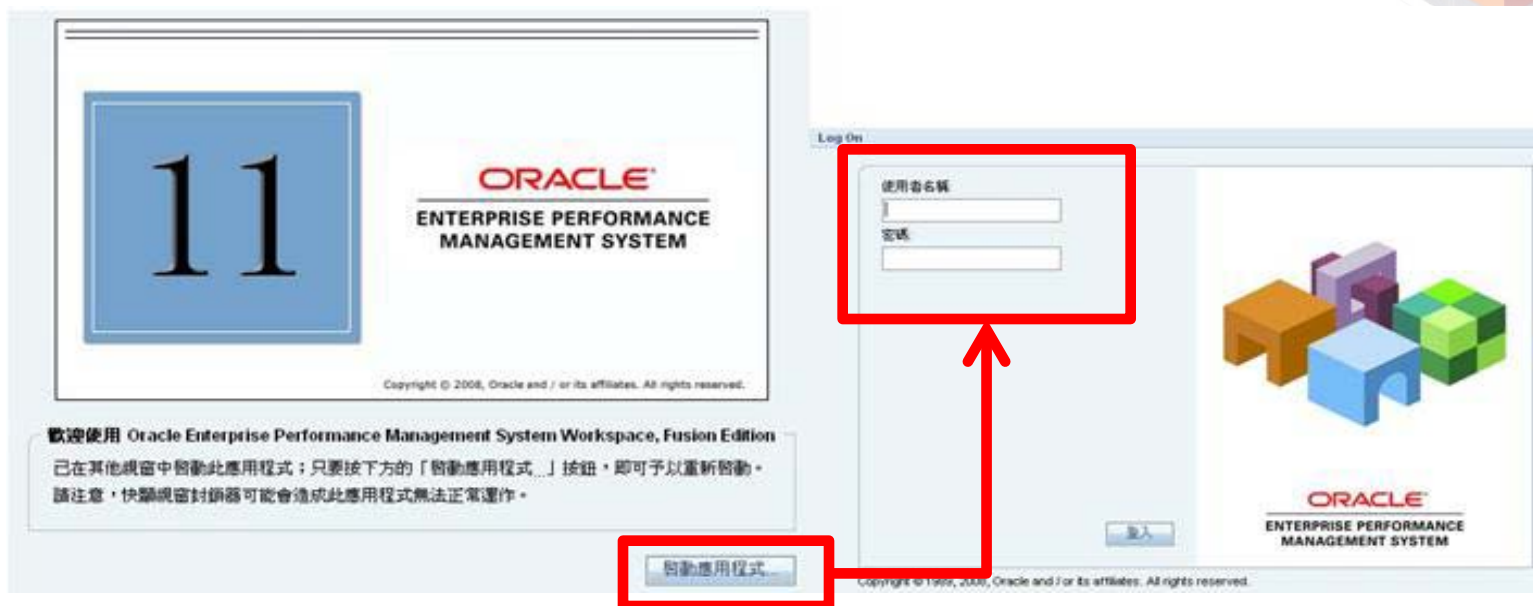 11
ORACLE
ENTERPRISE PERFORMANCE
MANAGEMENT SYSTEM
Copyright © 2008, Oracle and / or its affiliates. All rights reserved.
歡迎使用 Oracle Enterprise Performance Management System Workspace, Fusion Edition
已在其他視窗中啟動此應用程式；只要按下方的「啟動應用程式...」按鈕，即可予以重新啟動。
請注意，快顯視窗封鎖器可能會造成此應用程式無法正常運作。
啟動應用程式...
Log On
使用者名稱
密碼
登入
ORACLE
ENTERPRISE PERFORMANCE
MANAGEMENT SYSTEM
Copyright © 1989, 2008, Oracle and / or its affiliates. All rights reserved.